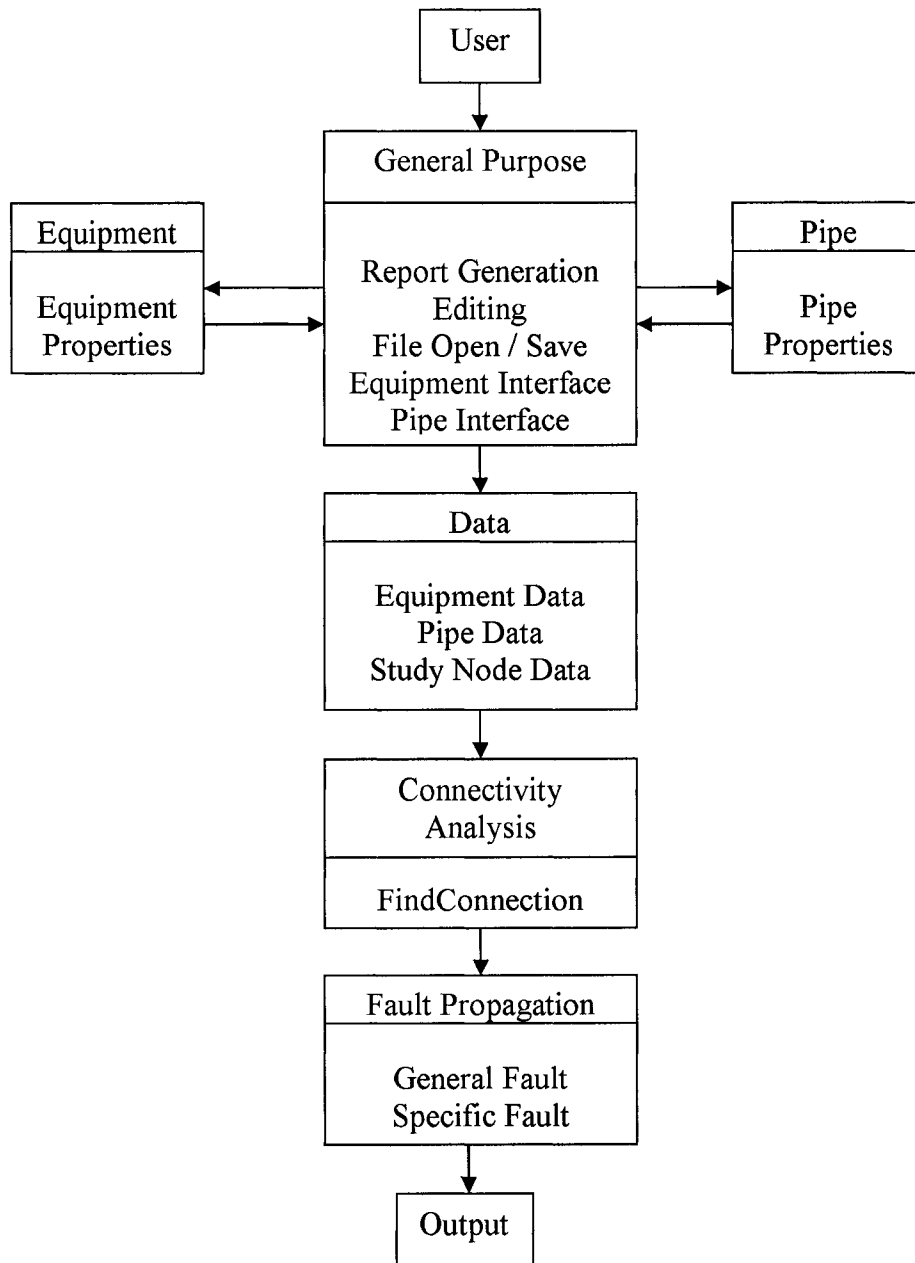 User
General Purpose
Report Generation
Editing
File Open / Save
Equipment Interface
Pipe Interface
Equipment
Equipment
Properties
Pipe
Pipe
Properties
Data
Equipment Data
Pipe Data
Study Node Data
Connectivity
Analysis
FindConnection
Fault Propagation
General Fault
Specific Fault
Output